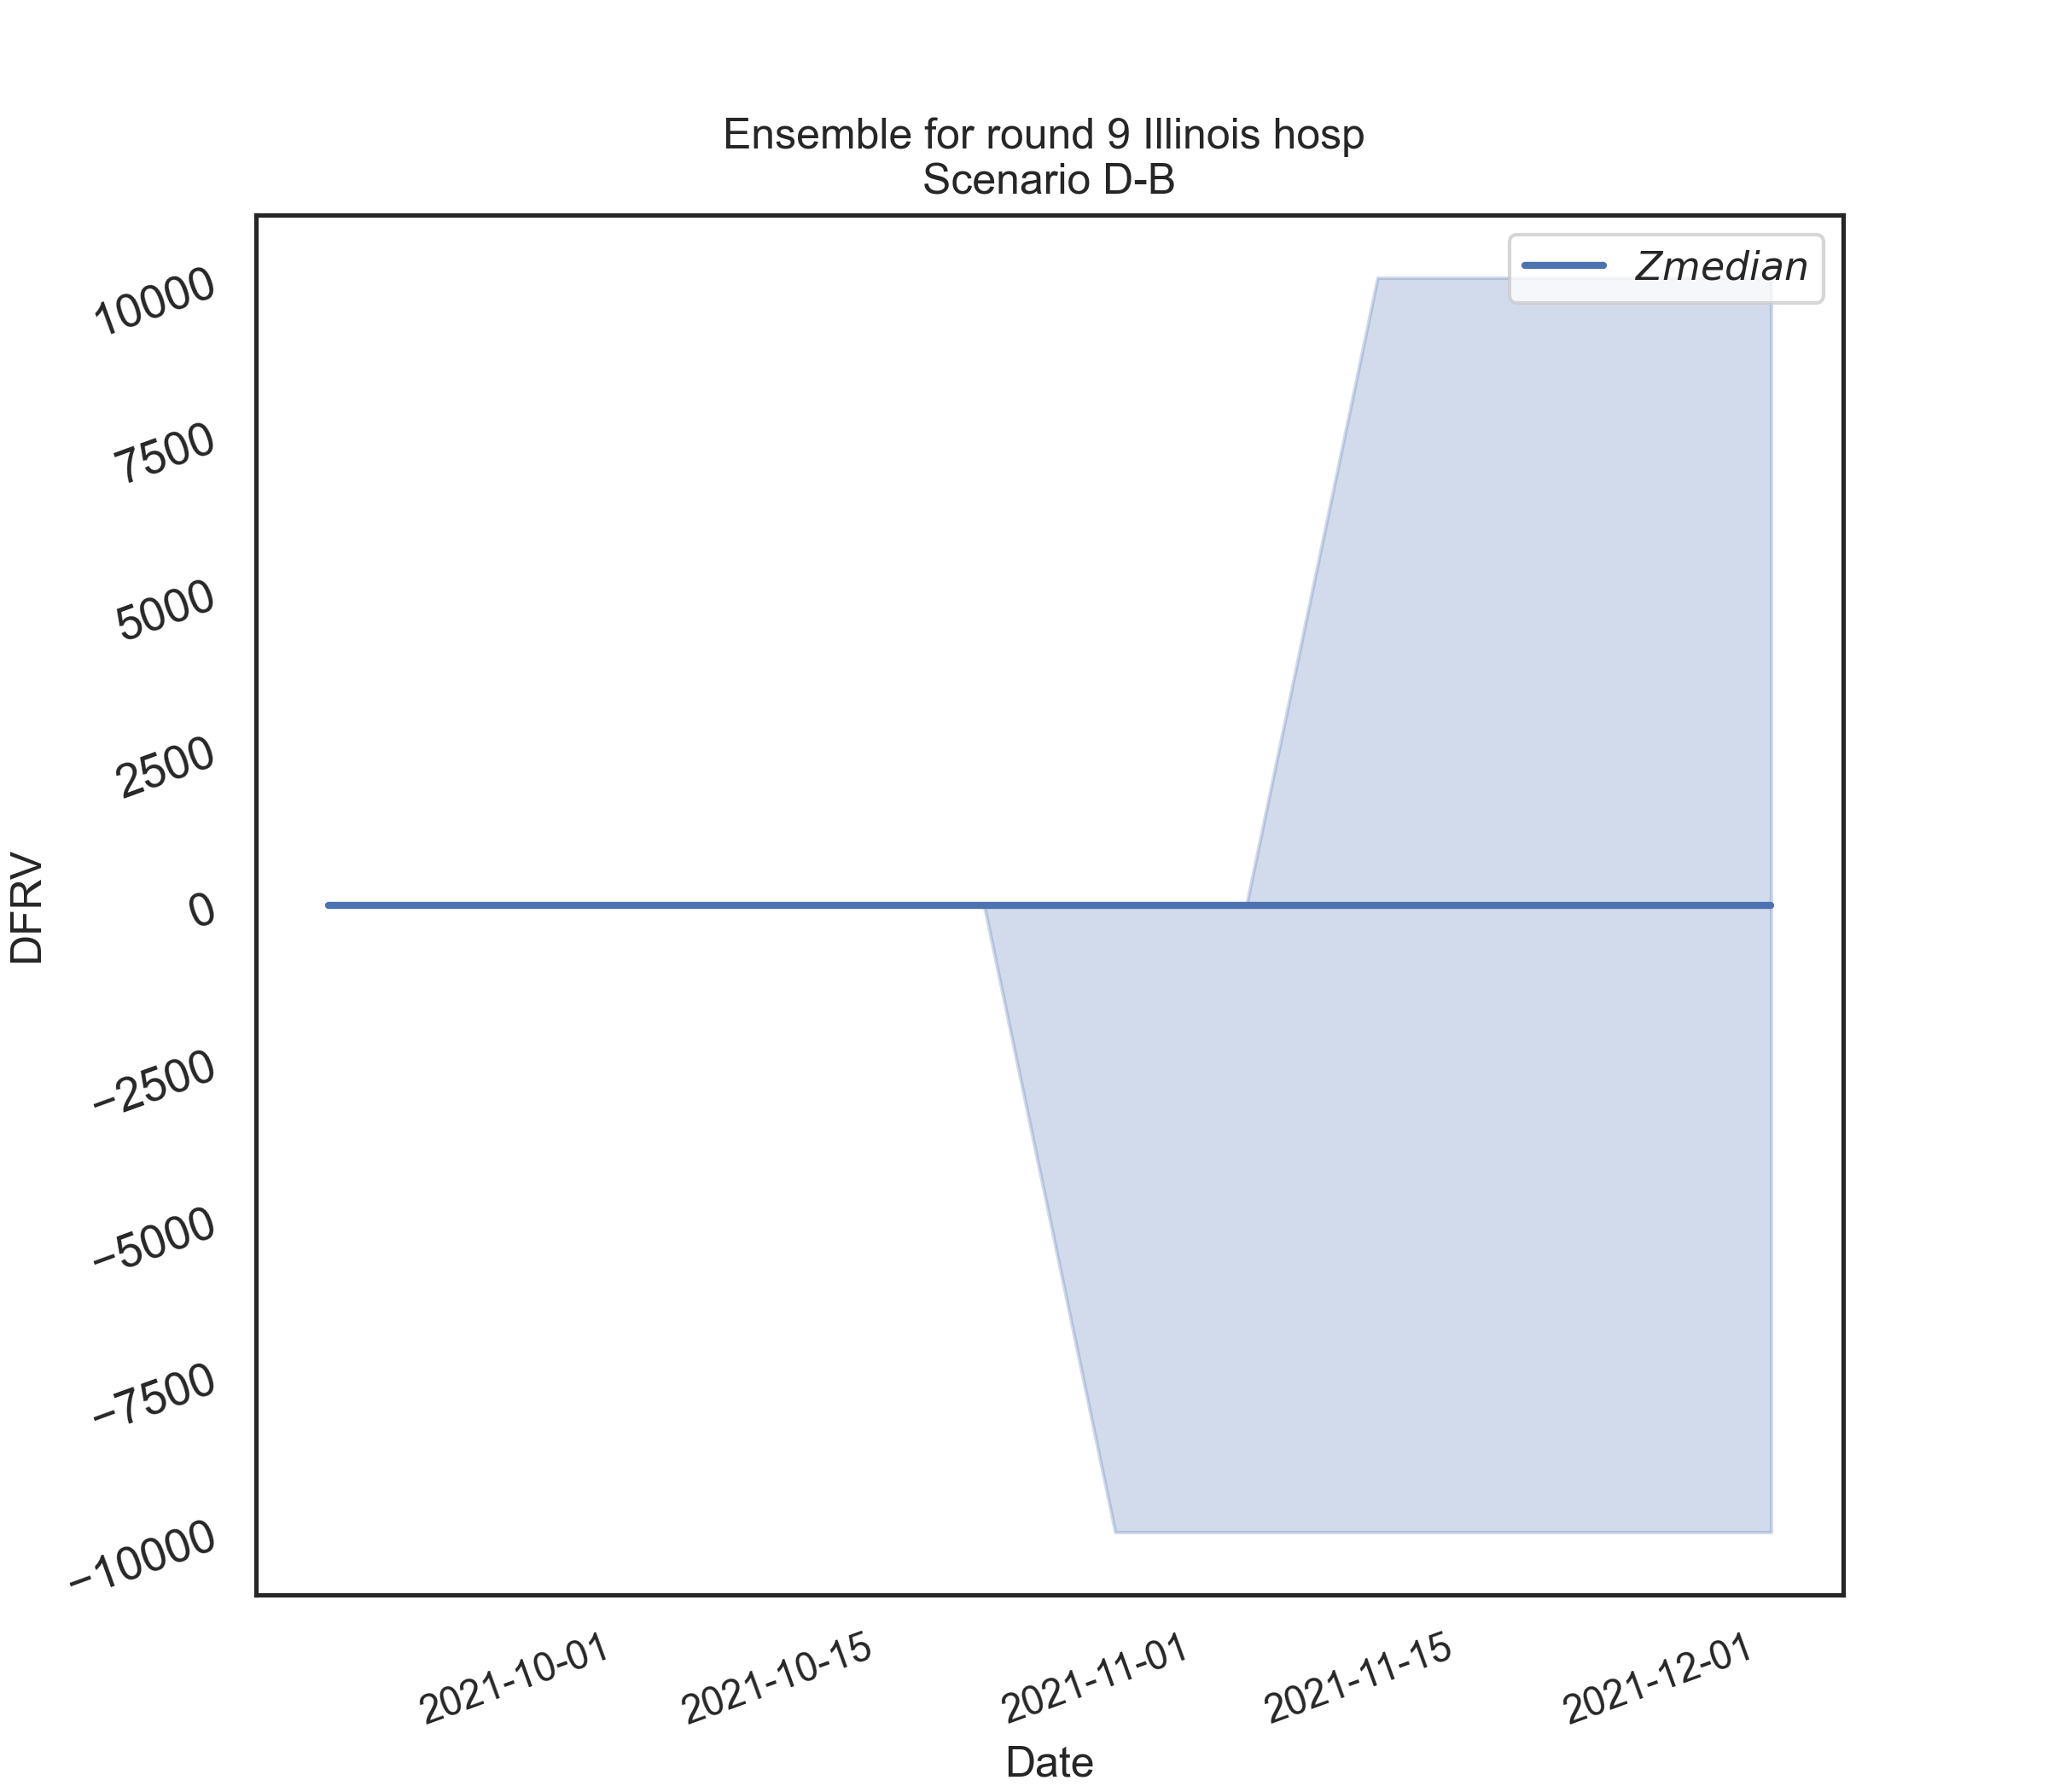 Ensemble for round 9 Illinois hosp
Scenario D-B
Zmedian
10000
7500
5000
2500
0
−2500
−5000
−7500
−10000
DFRV
2021-10-01
2021-10-15
2021-11-01
2021-11-15
2021-12-01
Date